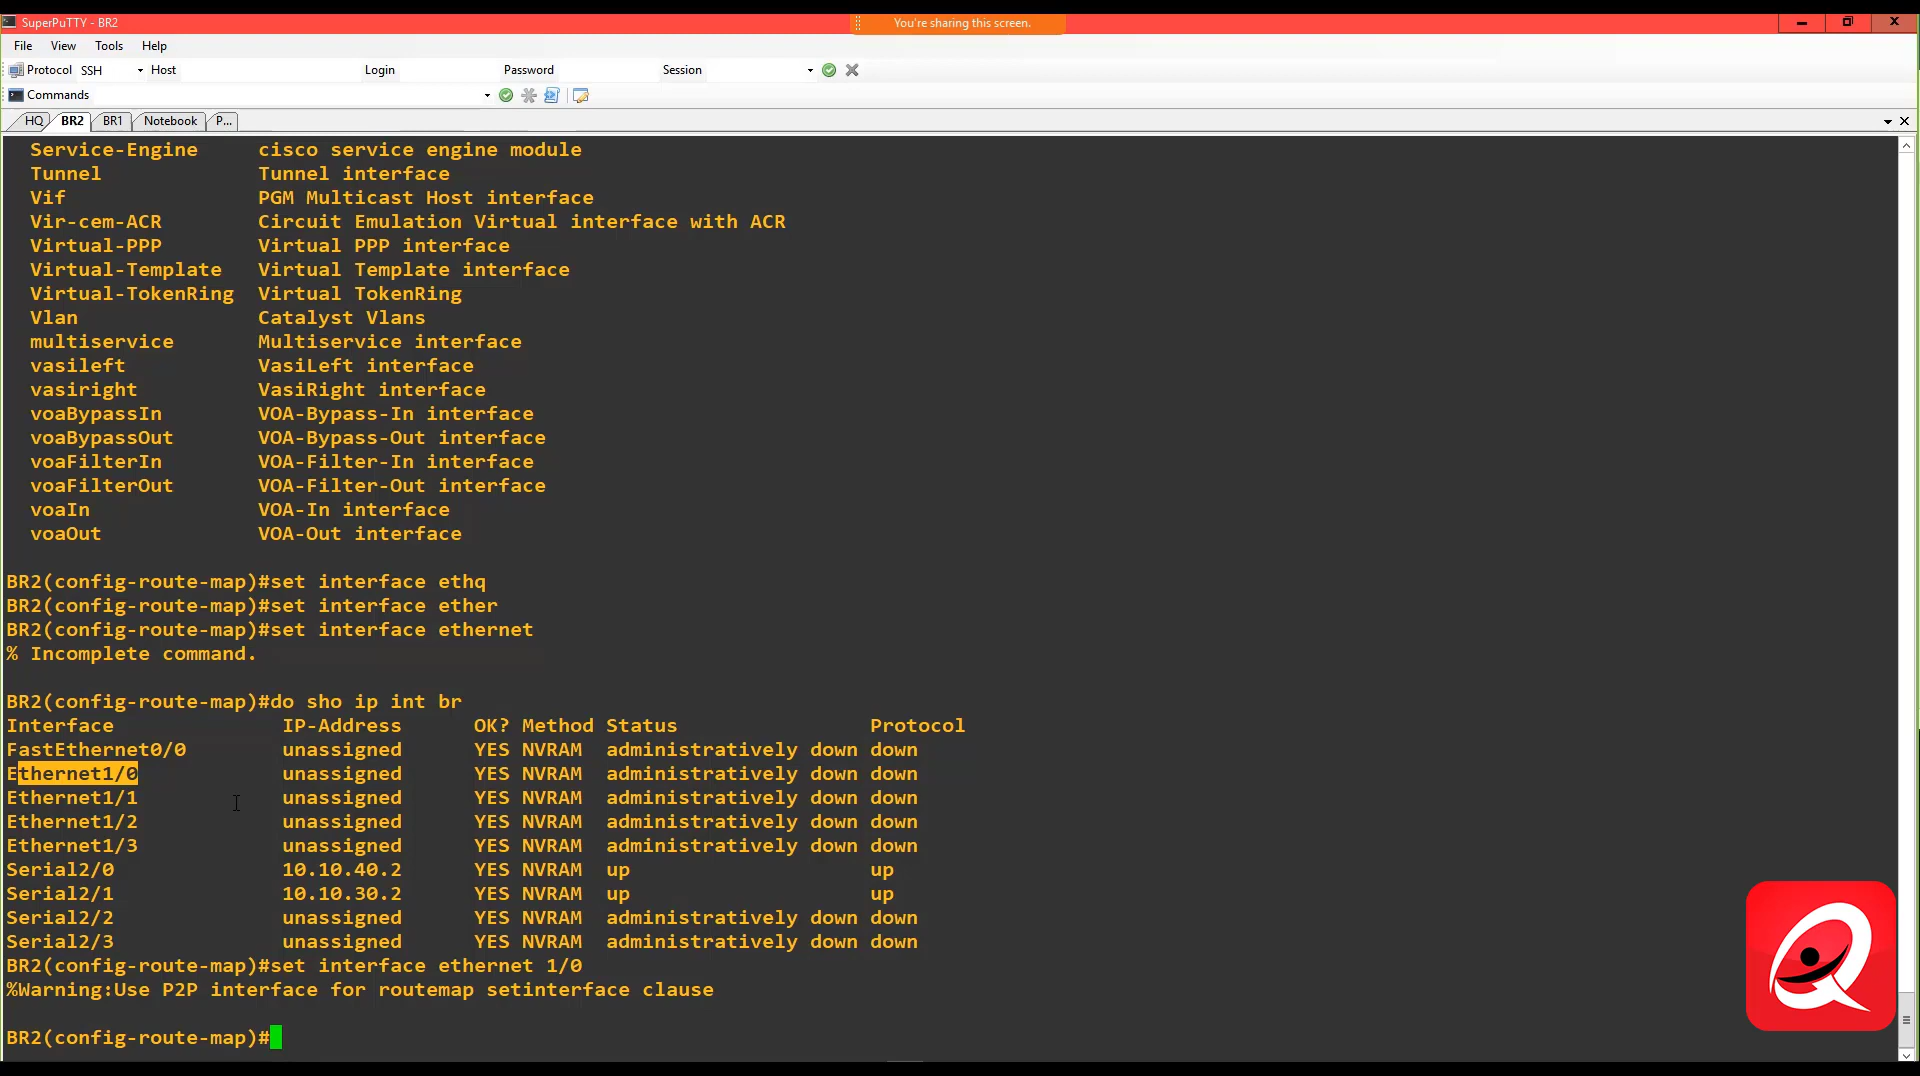 SuperPuTTY - BR2
You're sharing this screen.
File View Tools Help
Protocol SSH Host Login Password Session
Commands
HQ BR2 BR1 Notebook P...
Service-Engine cisco service engine module
Tunnel Tunnel interface
Vif PGM Multicast Host interface
Vir-cem-ACR Circuit Emulation Virtual interface with ACR
Virtual-PPP Virtual PPP interface
Virtual-Template Virtual Template interface
Virtual-TokenRing Virtual TokenRing
Vlan Catalyst Vlans
multiservice Multiservice interface
vasileft VasiLeft interface
vasiright VasiRight interface
voaBypassIn VOA-Bypass-In interface
voaBypassOut VOA-Bypass-Out interface
voaFilterIn VOA-Filter-In interface
voaFilterOut VOA-Filter-Out interface
voaIn VOA-In interface
voaOut VOA-Out interface
BR2(config-route-map)#set interface ethq
BR2(config-route-map)#set interface ether
BR2(config-route-map)#set interface ethernet
% Incomplete command.
BR2(config-route-map)#do sho ip int br
Interface IP-Address OK? Method Status Protocol
FastEthernet0/0 unassigned YES NVRAM administratively down down
Ethernet1/0 unassigned YES NVRAM administratively down down
Ethernet1/1 unassigned YES NVRAM administratively down down
Ethernet1/2 unassigned YES NVRAM administratively down down
Ethernet1/3 unassigned YES NVRAM administratively down down
Serial2/0 10.10.40.2 YES NVRAM up up
Serial2/1 10.10.30.2 YES NVRAM up up
Serial2/2 unassigned YES NVRAM administratively down down
Serial2/3 unassigned YES NVRAM administratively down down
BR2(config-route-map)#set interface ethernet 1/0
%Warning:Use P2P interface for routemap setinterface clause
BR2(config-route-map)#